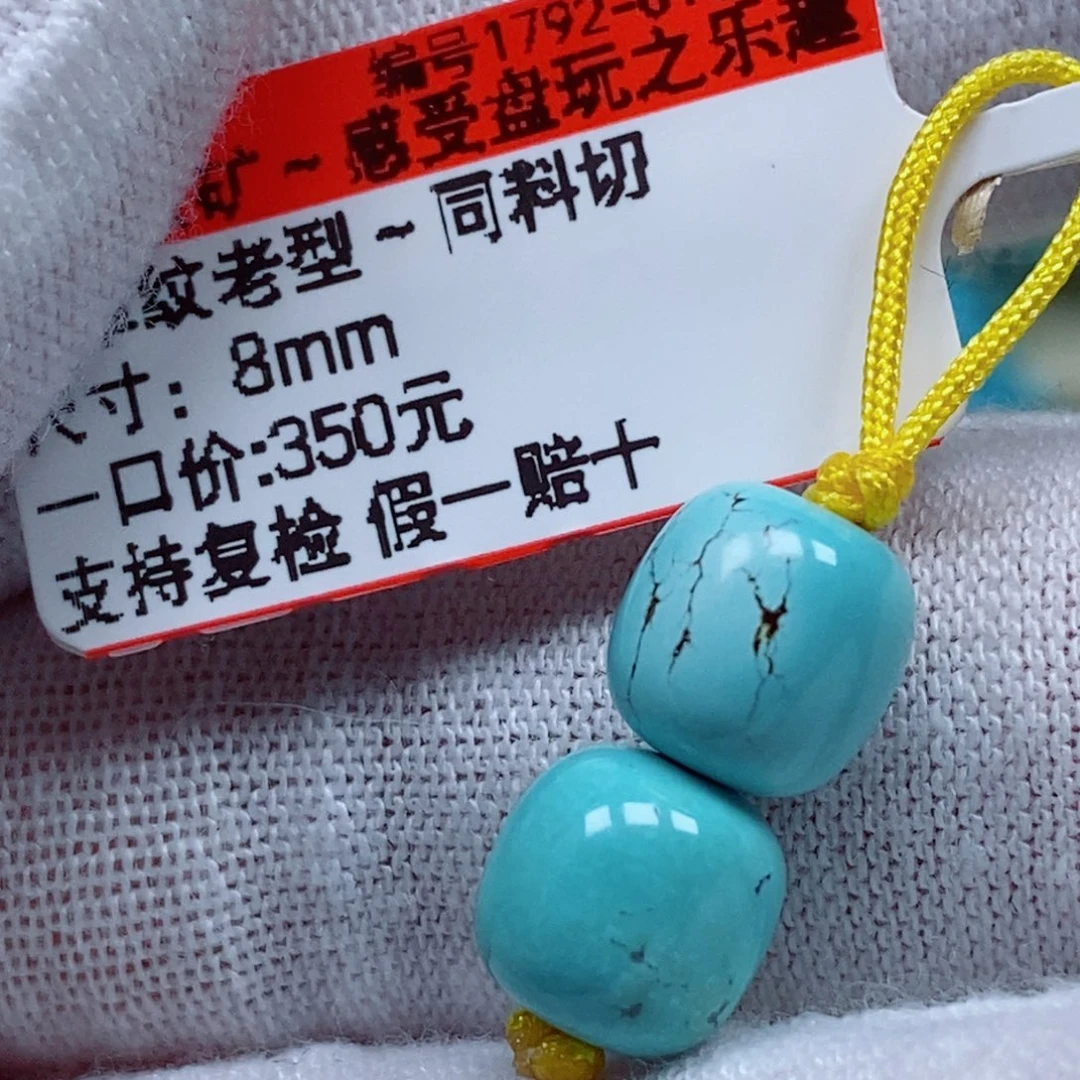 编号1792-6
矿~感受盘玩之乐趣
纹老型~同料切
寸：8mm
一口价:350元
支持复检 假一赔十